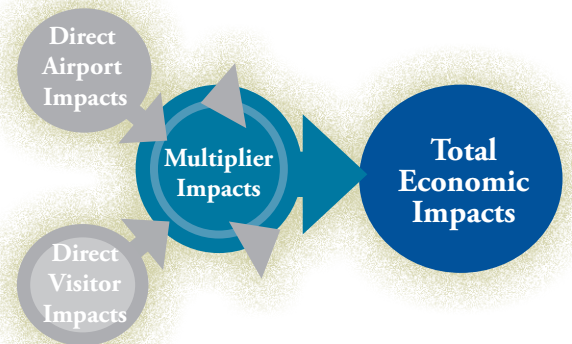 Direct
Airport
Impacts
Multiplier
Impacts
Total
Economic
Impacts
Direct
Visitor
Impacts